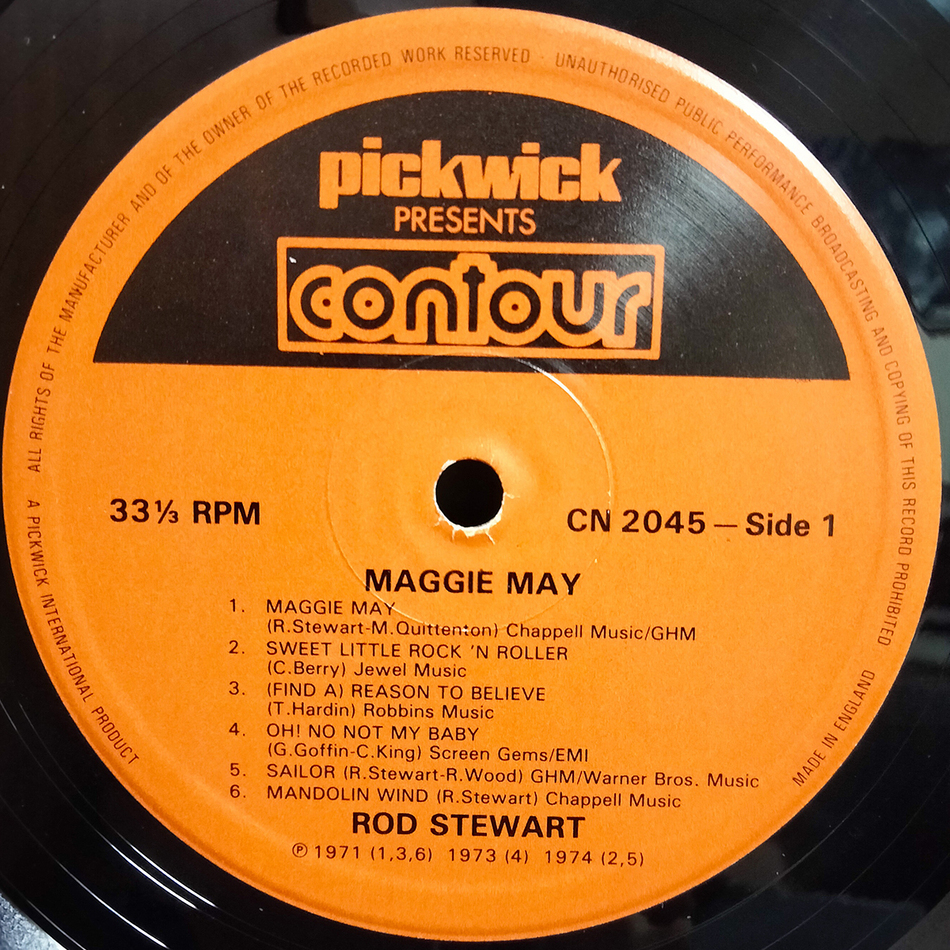 ALL RIGHTS OF THE MANUFACTURER AND OF THE OWNER OF THE RECORDED WORK RESERVED · UNAUTHORISED PUBLIC PERFORMANCE BROADCASTING AND COPYING OF THIS RECORD PROHIBITED
pickwick
PRESENTS
contour
33⅓ RPM
CN 2045 — Side 1
MAGGIE MAY
1. MAGGIE MAY
(R.Stewart-M.Quittenton) Chappell Music/GHM
2. SWEET LITTLE ROCK 'N ROLLER
(C.Berry) Jewel Music
3. (FIND A) REASON TO BELIEVE
(T.Hardin) Robbins Music
4. OH! NO NOT MY BABY
(G.Goffin-C.King) Screen Gems/EMI
5. SAILOR (R.Stewart-R.Wood) GHM/Warner Bros. Music
6. MANDOLIN WIND (R.Stewart) Chappell Music
ROD STEWART
℗ 1971 (1,3,6) 1973 (4) 1974 (2,5)
A PICKWICK INTERNATIONAL PRODUCT
MADE IN ENGLAND